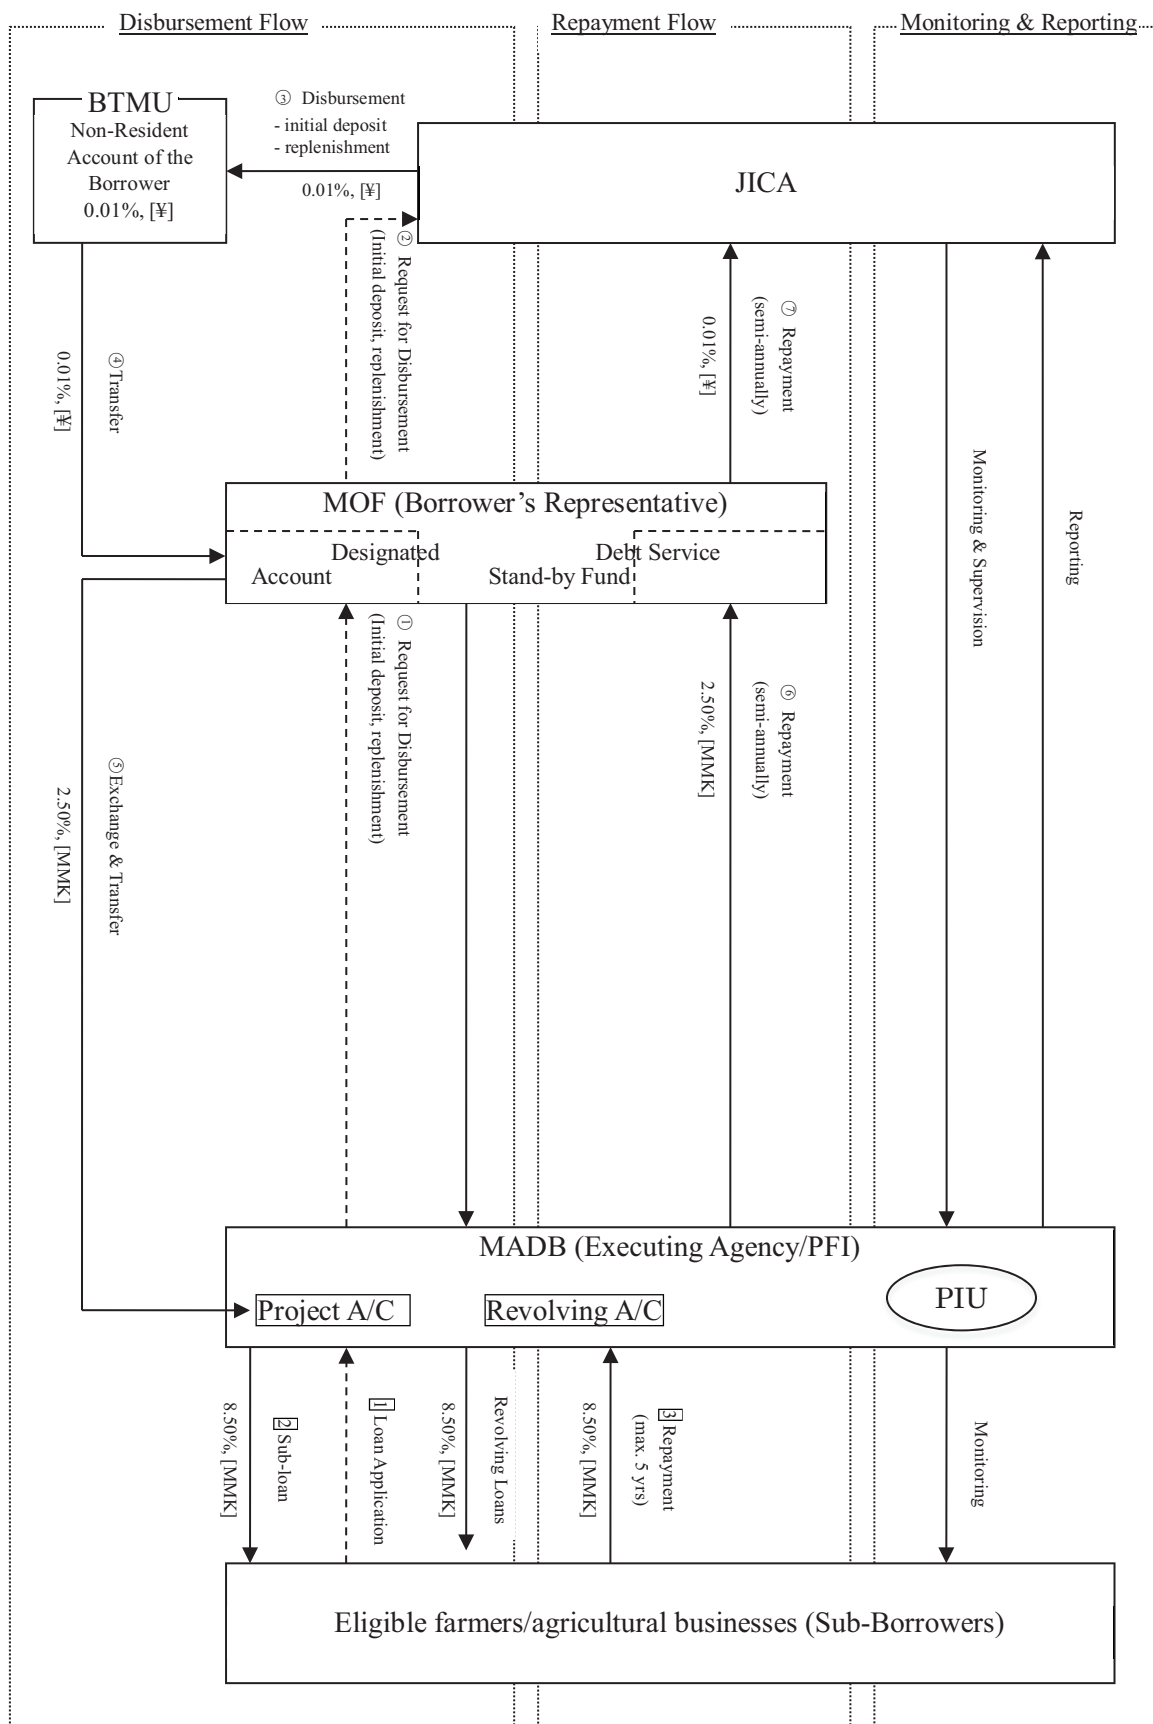 Disbursement Flow
Repayment Flow
Monitoring & Reporting
BTMU
Non-Resident
Account of the
Borrower
0.01%, [¥]
③ Disbursement
- initial deposit
- replenishment
0.01%, [¥]
JICA
② Request for Disbursement
(Initial deposit, replenishment)
⑦ Repayment
(semi-annually)
0.01%, [¥]
④Transfer
0.01%, [¥]
Monitoring & Supervision
Reporting
MOF (Borrower’s Representative)
Designated
Account
Stand-by Fund
Debt Service
① Request for Disbursement
(Initial deposit, replenishment)
⑥ Repayment
(semi-annually)
2.50%, [MMK]
⑤Exchange & Transfer
2.50%, [MMK]
MADB (Executing Agency/PFI)
Project A/C
Revolving A/C
PIU
2 Sub-loan
8.50%, [MMK]
1 Loan Application
Revolving Loans
8.50%, [MMK]
3 Repayment
(max. 5 yrs)
8.50%, [MMK]
Monitoring
Eligible farmers/agricultural businesses (Sub-Borrowers)